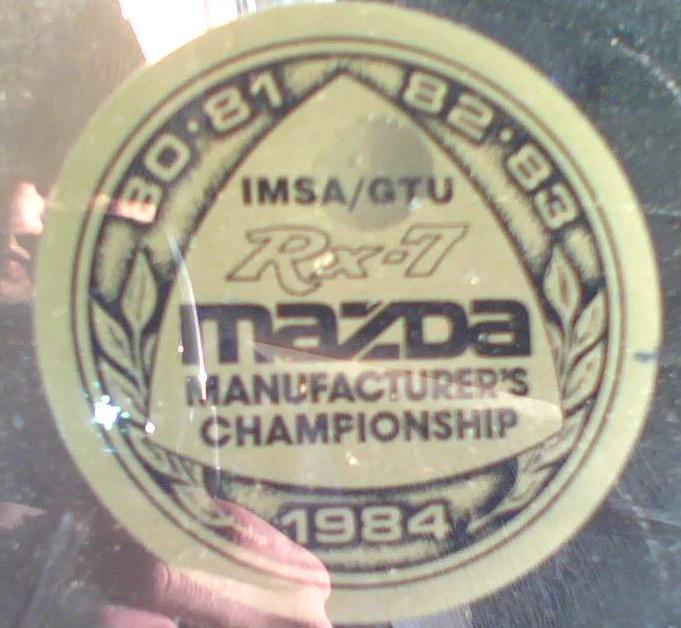 80·81 82·83
IMSA/GTU
Rx-7
mazDa
MANUFACTURER'S
CHAMPIONSHIP
1984